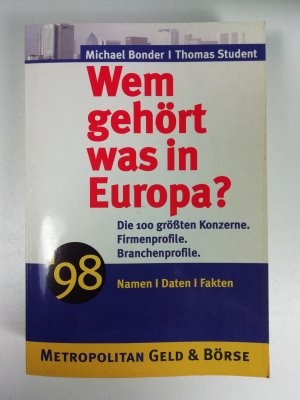 Michael Bonder | Thomas Student
Wem
gehört
was in
Europa?
Die 100 größten Konzerne.
Firmenprofile.
Branchenprofile.
'98
Namen | Daten | Fakten
METROPOLITAN GELD & BÖRSE